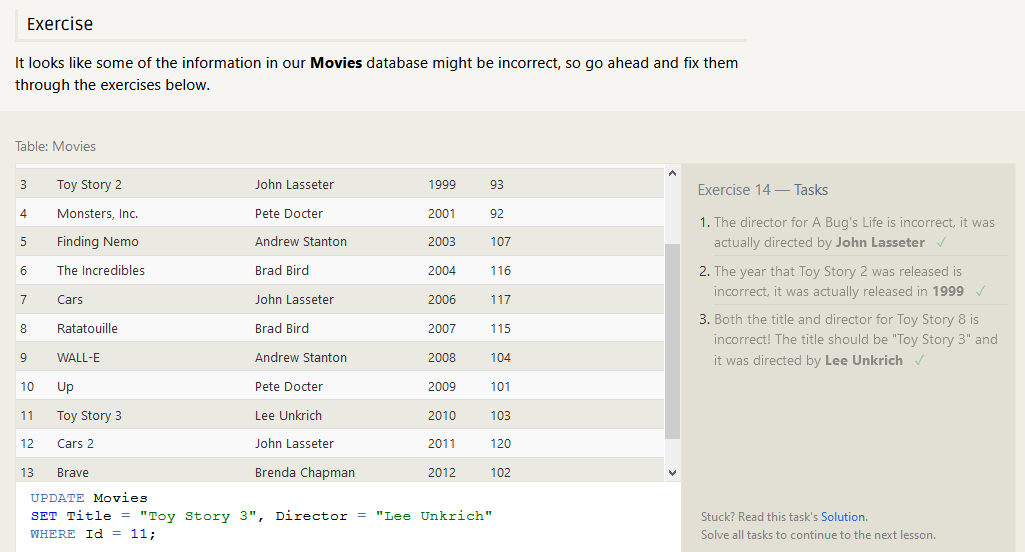 Exercise
It looks like some of the information in our Movies database might be incorrect, so go ahead and fix them
through the exercises below.
Table: Movies
3 Toy Story 2 John Lasseter 1999 93
4 Monsters, Inc. Pete Docter 2001 92
5 Finding Nemo Andrew Stanton 2003 107
6 The Incredibles Brad Bird 2004 116
7 Cars John Lasseter 2006 117
8 Ratatouille Brad Bird 2007 115
9 WALL-E Andrew Stanton 2008 104
10 Up Pete Docter 2009 101
11 Toy Story 3 Lee Unkrich 2010 103
12 Cars 2 John Lasseter 2011 120
13 Brave Brenda Chapman 2012 102
UPDATE Movies
SET Title = "Toy Story 3", Director = "Lee Unkrich"
WHERE Id = 11;
Exercise 14 — Tasks
1. The director for A Bug's Life is incorrect, it was
actually directed by John Lasseter ✓
2. The year that Toy Story 2 was released is
incorrect, it was actually released in 1999 ✓
3. Both the title and director for Toy Story 8 is
incorrect! The title should be "Toy Story 3" and
it was directed by Lee Unkrich ✓
Stuck? Read this task's Solution.
Solve all tasks to continue to the next lesson.